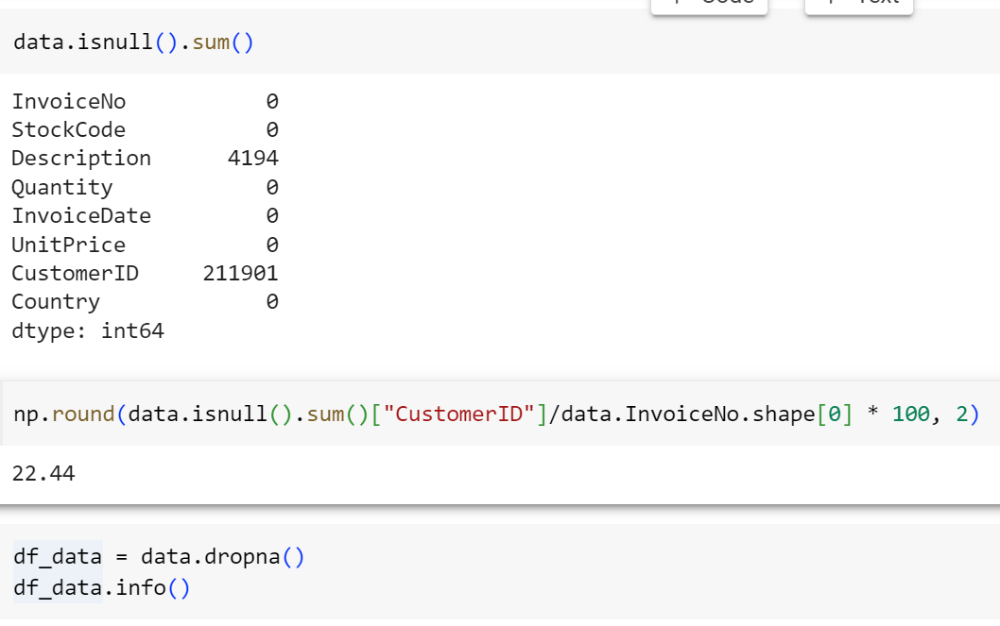 data.isnull().sum()
InvoiceNo 0
StockCode 0
Description 4194
Quantity 0
InvoiceDate 0
UnitPrice 0
CustomerID 211901
Country 0
dtype: int64
np.round(data.isnull().sum()["CustomerID"]/data.InvoiceNo.shape[0] * 100, 2)
22.44
df_data = data.dropna()
df_data.info()